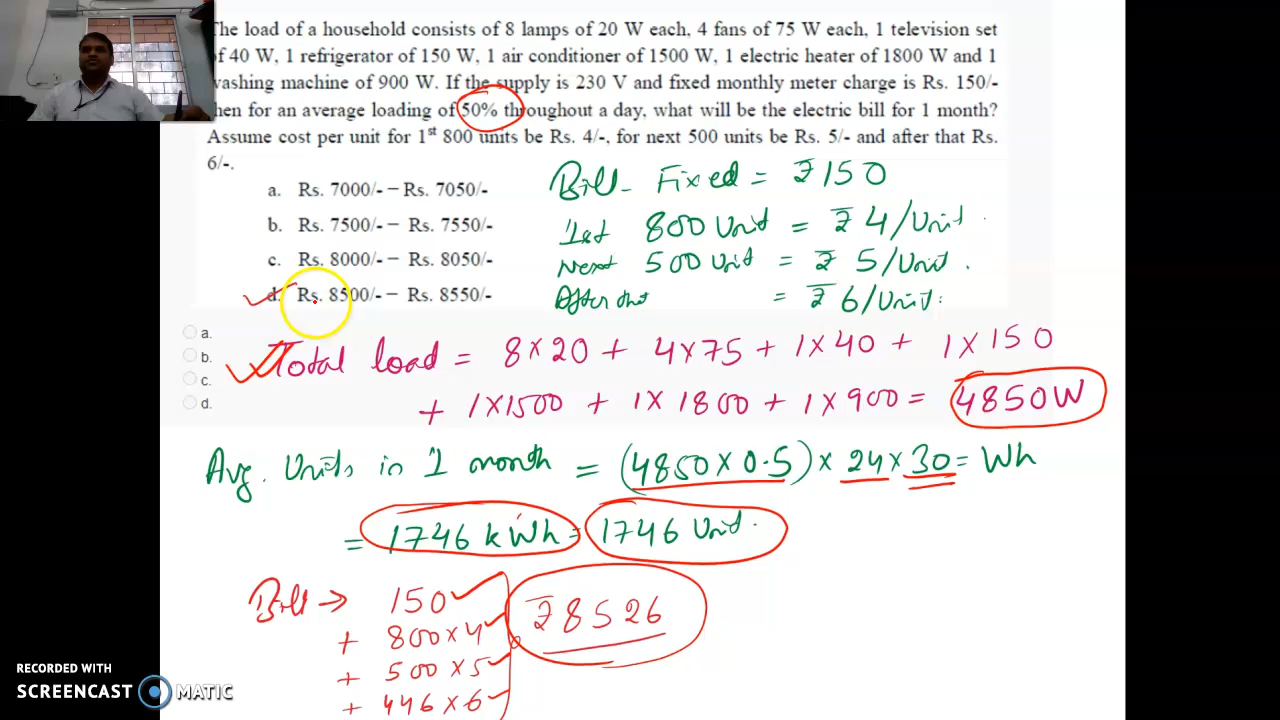 The load of a household consists of 8 lamps of 20 W each, 4 fans of 75 W each, 1 television set
of 40 W, 1 refrigerator of 150 W, 1 air conditioner of 1500 W, 1 electric heater of 1800 W and 1
washing machine of 900 W. If the supply is 230 V and fixed monthly meter charge is Rs. 150/-
then for an average loading of 50% throughout a day, what will be the electric bill for 1 month?
Assume cost per unit for 1st 800 units be Rs. 4/-, for next 500 units be Rs. 5/- and after that Rs.
6/-.
a. Rs. 7000/- – Rs. 7050/-
b. Rs. 7500/- – Rs. 7550/-
c. Rs. 8000/- – Rs. 8050/-
d. Rs. 8500/- – Rs. 8550/-
Bill - Fixed = ₹150
1st 800 Unit = ₹ 4/Unit
Next 500 Unit = ₹ 5/Unit.
After that = ₹ 6/Unit.
a.
b.
c.
d.
Total load = 8×20 + 4×75 + 1×40 + 1×150
+ 1×1500 + 1×1800 + 1×900 = 4850W
Avg. Units in 1 month = (4850×0.5)×24×30 = Wh
= 1746 kWh = 1746 Unit.
Bill → 150
+ 800×4
+ 500×5
+ 446×6
₹8526
RECORDED WITH
SCREENCAST MATIC